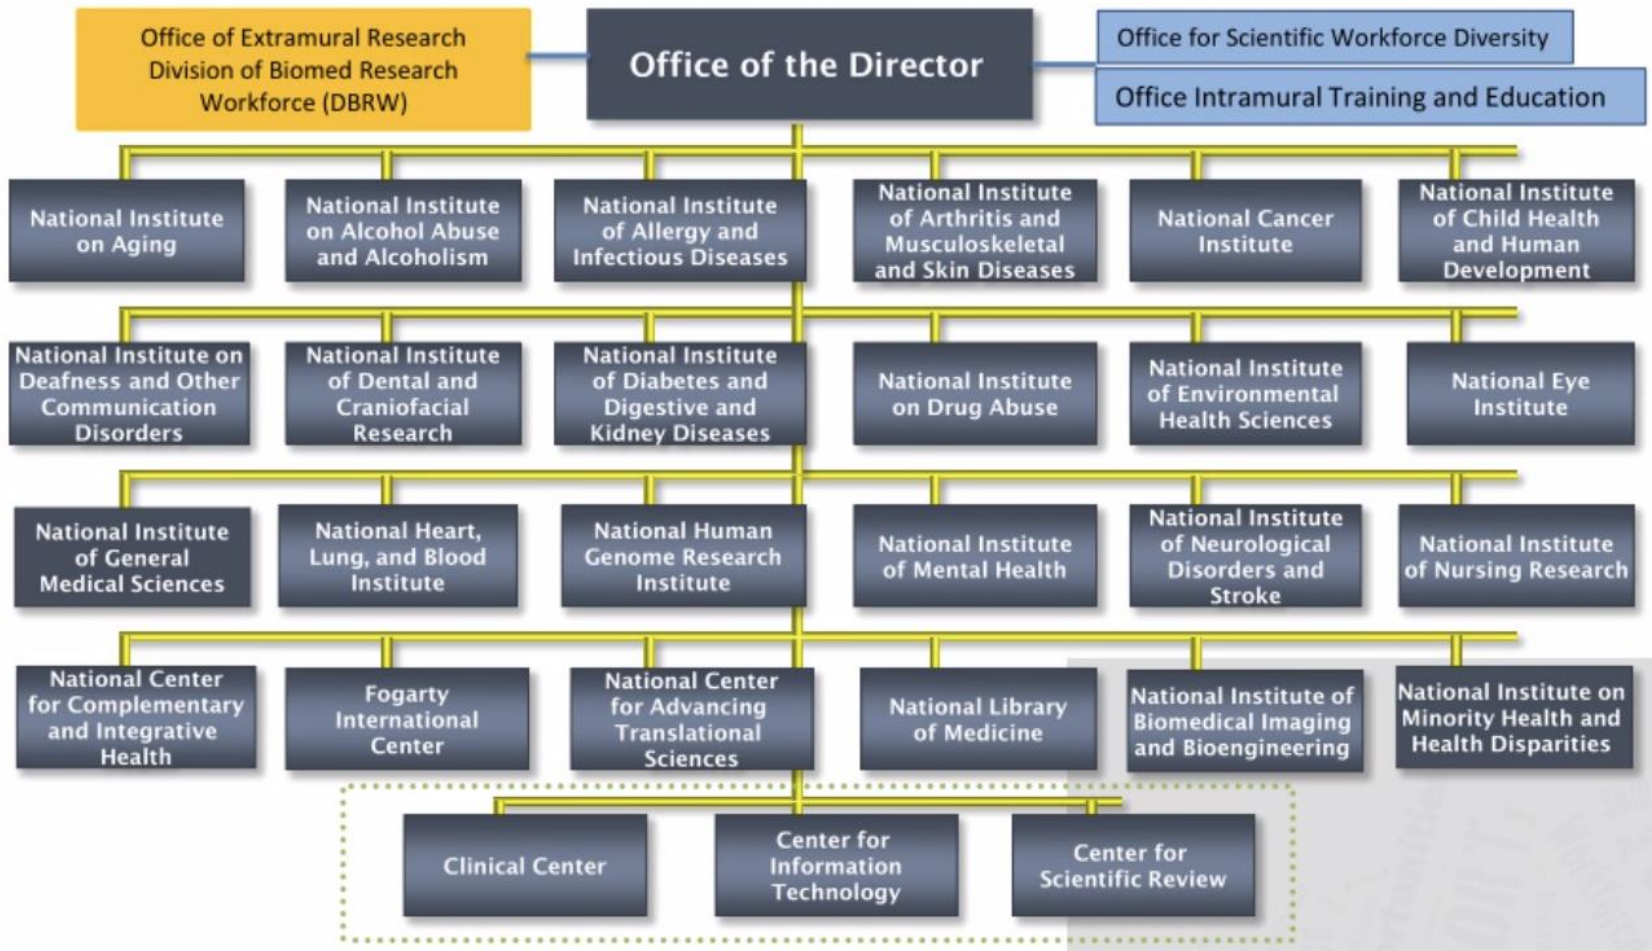 Office of Extramural Research
Division of Biomed Research
Workforce (DBRW)
Office of the Director
Office for Scientific Workforce Diversity
Office Intramural Training and Education
National Institute
on Aging
National Institute
on Alcohol Abuse
and Alcoholism
National Institute
of Allergy and
Infectious Diseases
National Institute
of Arthritis and
Musculoskeletal
and Skin Diseases
National Cancer
Institute
National Institute
of Child Health
and Human
Development
National Institute on
Deafness and Other
Communication
Disorders
National Institute
of Dental and
Craniofacial
Research
National Institute
of Diabetes and
Digestive and
Kidney Diseases
National Institute
on Drug Abuse
National Institute
of Environmental
Health Sciences
National Eye
Institute
National Institute
of General
Medical Sciences
National Heart,
Lung, and Blood
Institute
National Human
Genome Research
Institute
National Institute
of Mental Health
National Institute
of Neurological
Disorders and
Stroke
National Institute
of Nursing Research
National Center
for Complementary
and Integrative
Health
Fogarty
International
Center
National Center
for Advancing
Translational
Sciences
National Library
of Medicine
National Institute of
Biomedical Imaging
and Bioengineering
National Institute on
Minority Health and
Health Disparities
Clinical Center
Center for
Information
Technology
Center for
Scientific Review